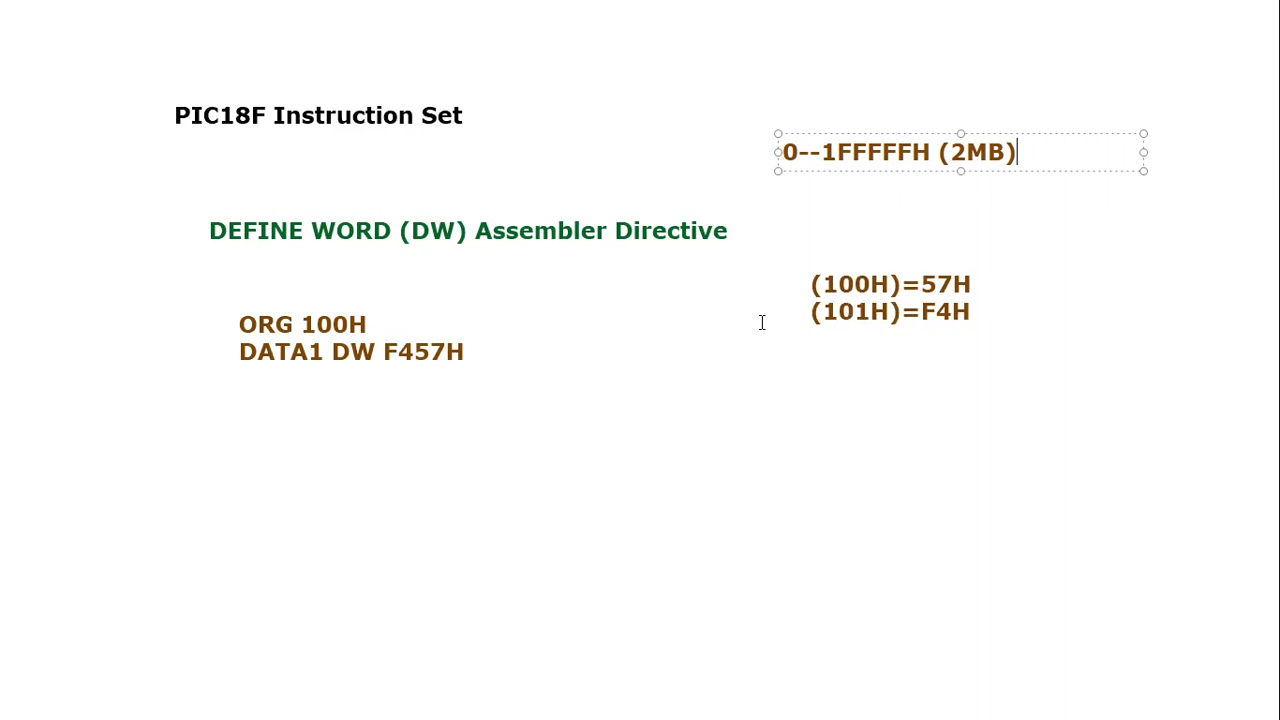 PIC18F Instruction Set
0--1FFFFFH (2MB)
DEFINE WORD (DW) Assembler Directive
(100H)=57H
(101H)=F4H
ORG 100H
DATA1 DW F457H